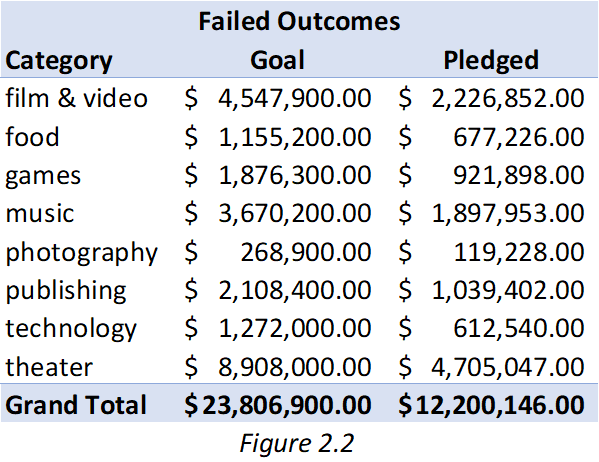 Failed Outcomes
Category Goal Pledged
film & video $ 4,547,900.00 $ 2,226,852.00
food $ 1,155,200.00 $ 677,226.00
games $ 1,876,300.00 $ 921,898.00
music $ 3,670,200.00 $ 1,897,953.00
photography $ 268,900.00 $ 119,228.00
publishing $ 2,108,400.00 $ 1,039,402.00
technology $ 1,272,000.00 $ 612,540.00
theater $ 8,908,000.00 $ 4,705,047.00
Grand Total $23,806,900.00 $12,200,146.00
Figure 2.2